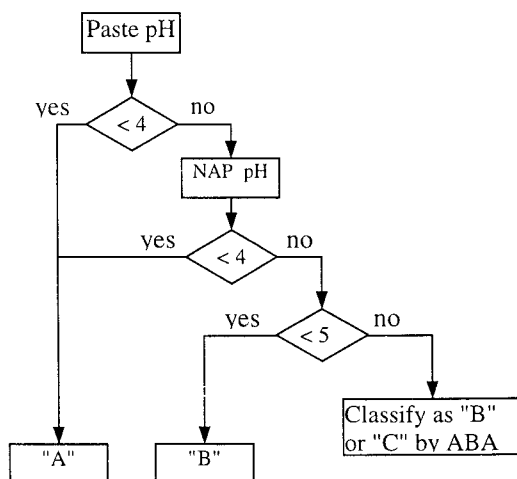 Paste pH
yes
no
< 4
NAP pH
yes
no
< 4
yes
no
< 5
Classify as "B"
or "C" by ABA
"A"
"B"